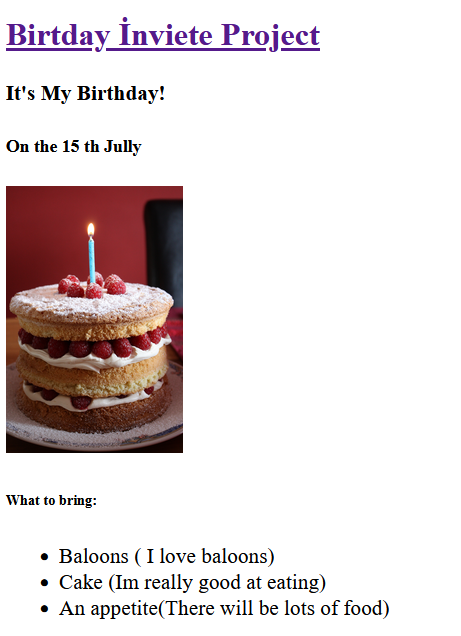 Birtday İnviete Project
It's My Birthday!
On the 15 th Jully
What to bring:
Baloons ( I love baloons)
Cake (Im really good at eating)
An appetite(There will be lots of food)